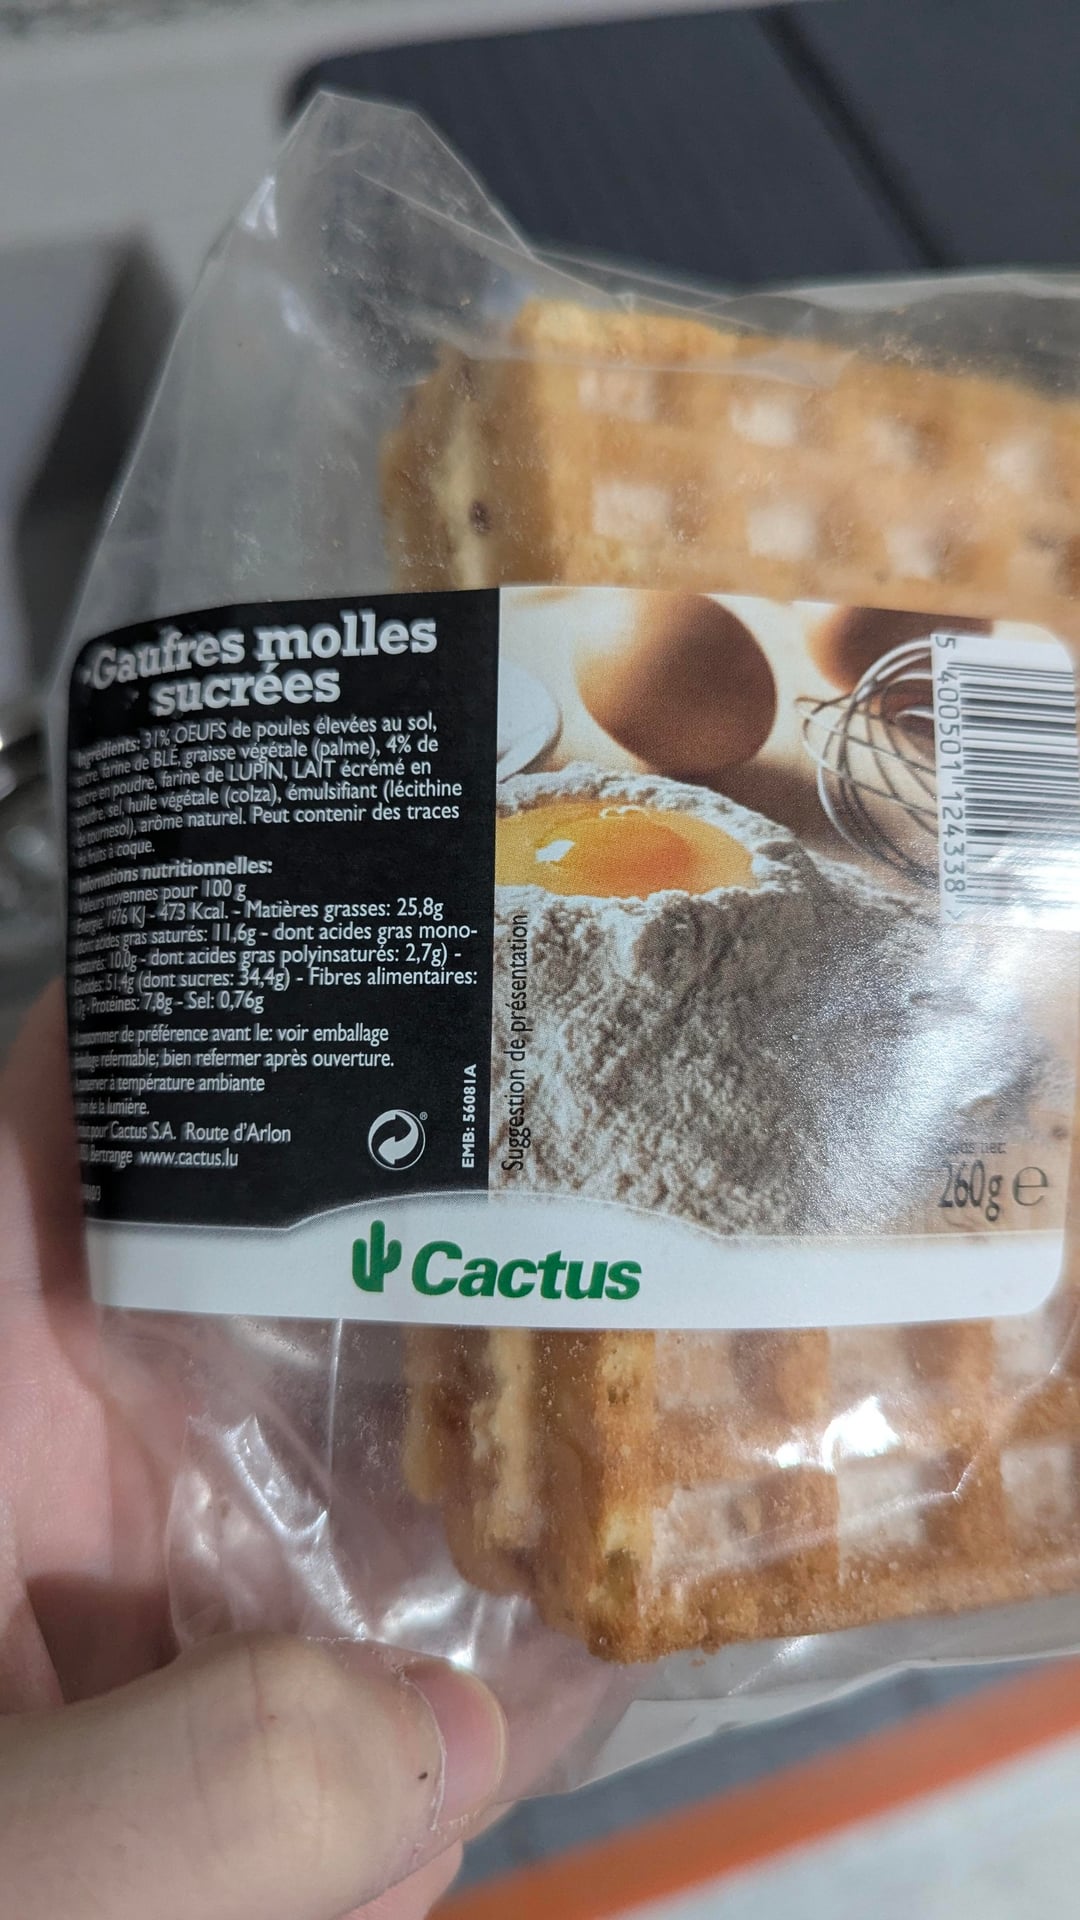 Gaufres molles
sucrées
Ingrédients: 31% OEUFS de poules élevées au sol,
sucre, farine de BLÉ, graisse végétale (palme), 4% de
sucre en poudre, farine de LUPIN, LAIT écrémé en
poudre, sel, huile végétale (colza), émulsifiant (lécithine
de tournesol), arôme naturel. Peut contenir des traces
de fruits à coque.
Informations nutritionnelles:
Valeurs moyennes pour 100 g
Energie: 1976 KJ - 473 Kcal. - Matières grasses: 25,8g
(dont acides gras saturés: 11,6g - dont acides gras mono-
insaturés: 10,0g - dont acides gras polyinsaturés: 2,7g) -
Glucides: 51,4g (dont sucres: 34,4g) - Fibres alimentaires:
- Protéines: 7,8g - Sel: 0,76g
consommer de préférence avant le: voir emballage
refermable; bien refermer après ouverture.
conserver à température ambiante
de la lumière.
pour Cactus S.A. Route d'Arlon
Bertrange www.cactus.lu
EMB: 56081A
Suggestion de présentation
5 400501 124338
260g e
Cactus